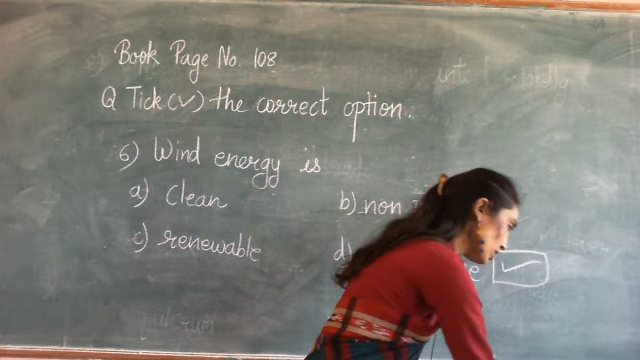 Book Page No. 108
Q Tick (✓) the correct option.
6) Wind energy is
a) Clean b) non
c) renewable d)